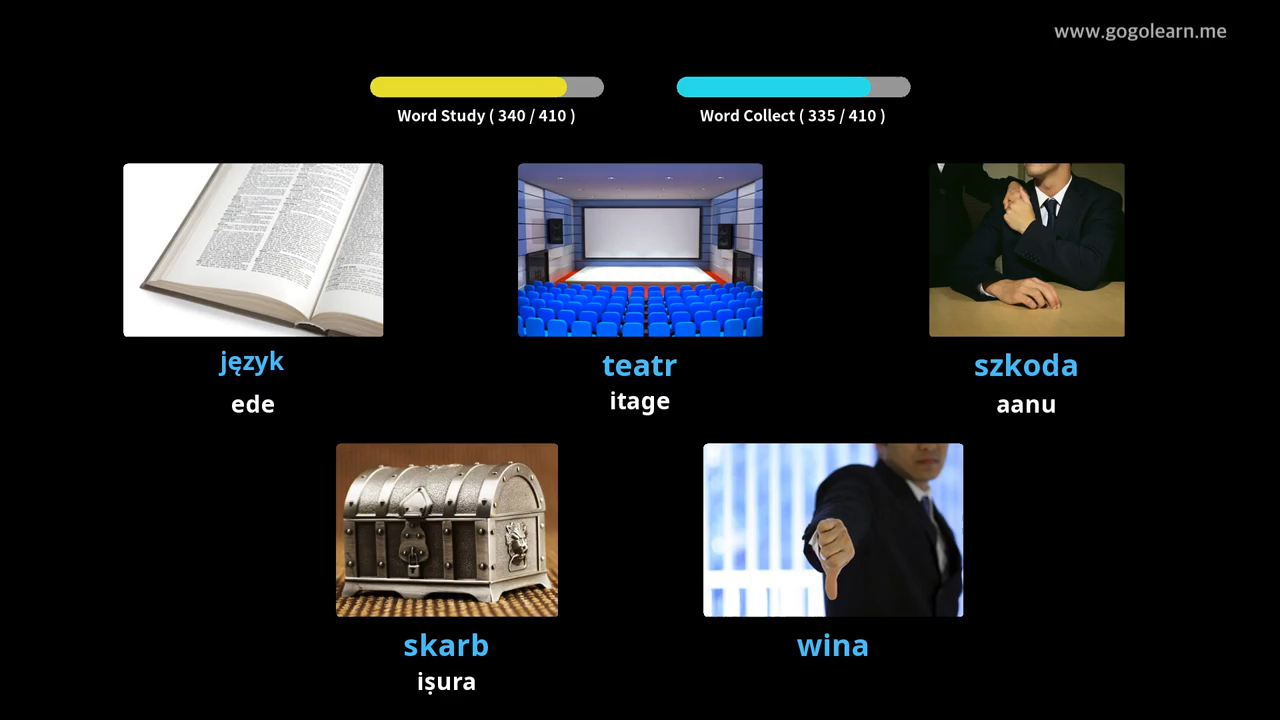 www.gogolearn.me
Word Study ( 340 / 410 )
Word Collect ( 335 / 410 )
język
ede
teatr
itage
szkoda
aanu
skarb
iṣura
wina